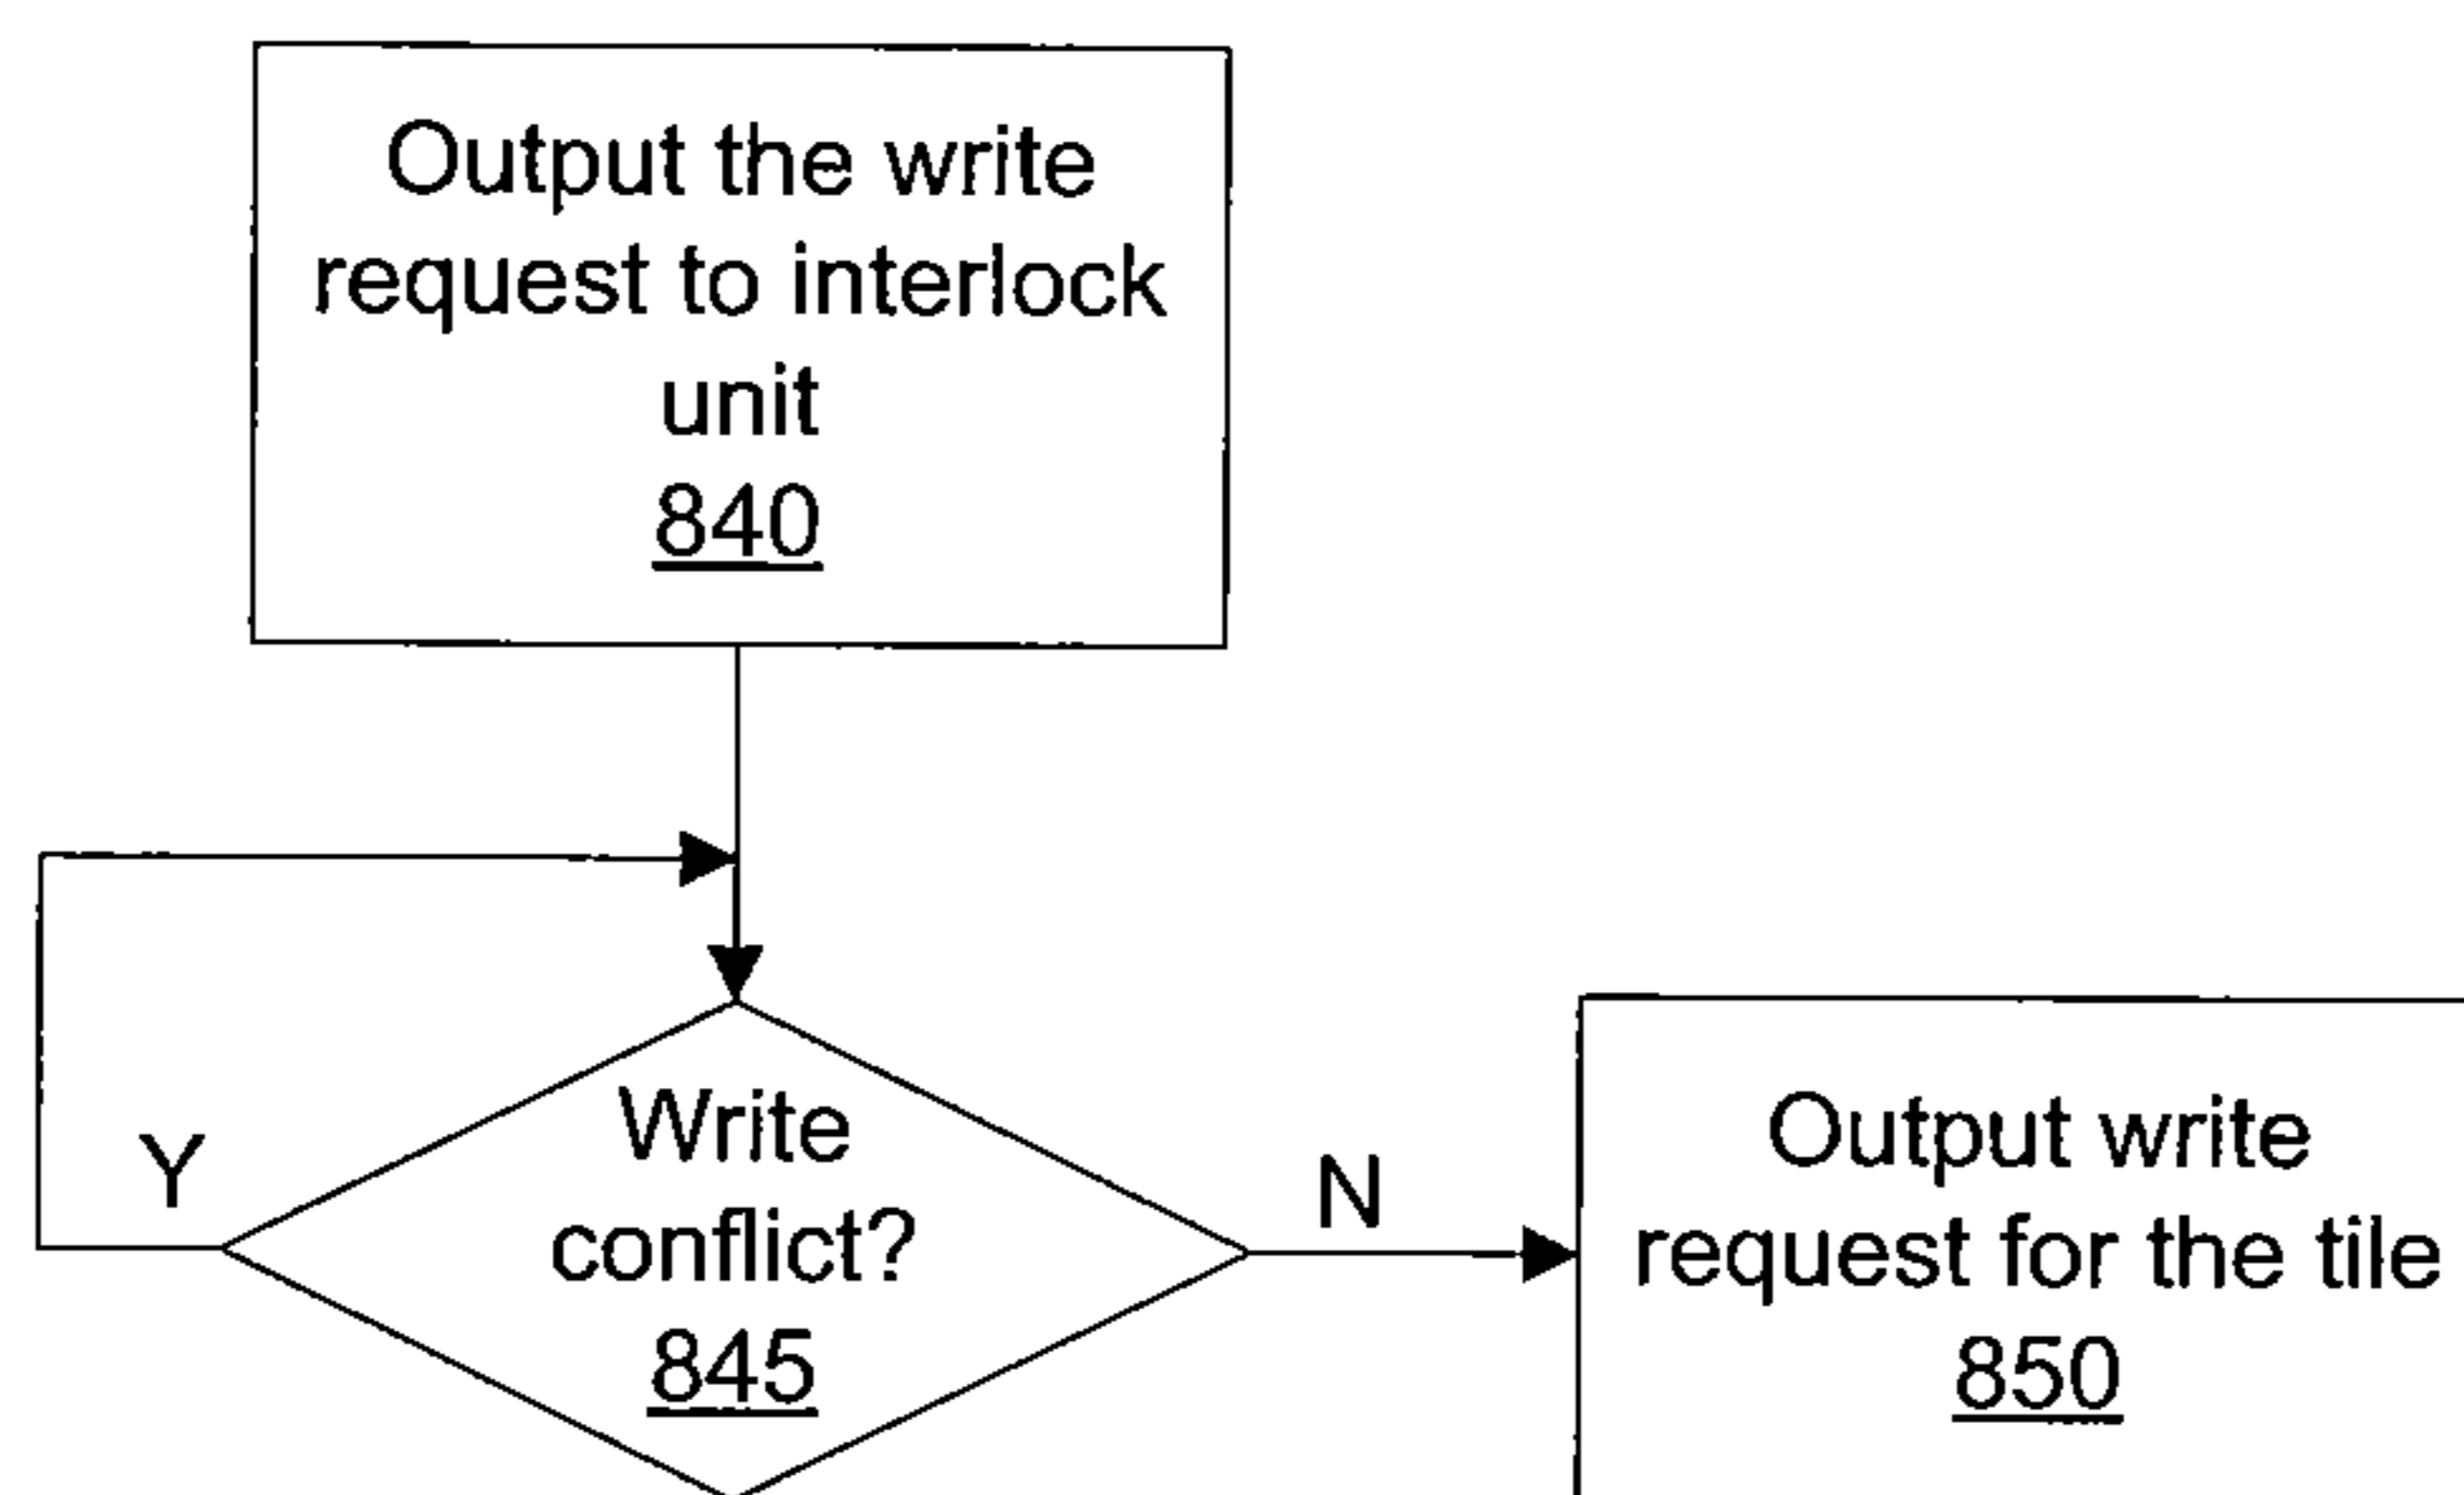 Output the write
request to interlock
unit
840
Write
conflict?
845
Y
N
Output write
request for the tile
850